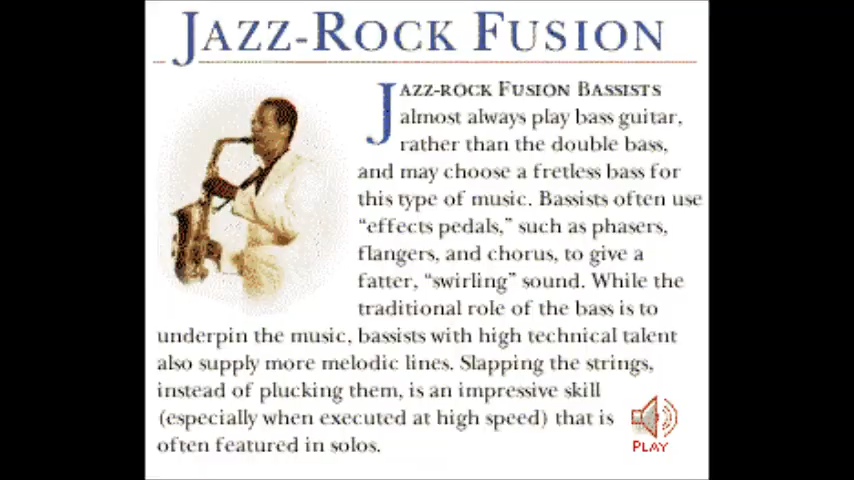 JAZZ-ROCK FUSION
JAZZ-ROCK FUSION BASSISTS
almost always play bass guitar,
rather than the double bass,
and may choose a fretless bass for
this type of music. Bassists often use
“effects pedals,” such as phasers,
flangers, and chorus, to give a
fatter, “swirling” sound. While the
traditional role of the bass is to
underpin the music, bassists with high technical talent
also supply more melodic lines. Slapping the strings,
instead of plucking them, is an impressive skill
(especially when executed at high speed) that is
often featured in solos.
PLAY